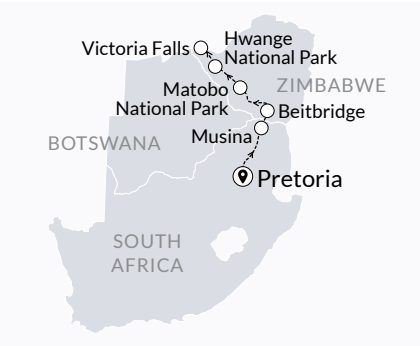 Victoria Falls
Hwange
National Park
Matobo
National Park
ZIMBABWE
Beitbridge
Musina
BOTSWANA
Pretoria
SOUTH
AFRICA